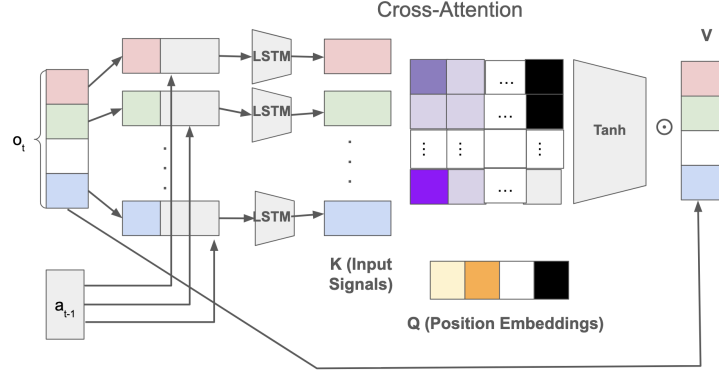 Cross-Attention
V
LSTM
LSTM
o_t
...
...
Tanh
⊙
...
LSTM
K (Input
Signals)
a_t-1
Q (Position Embeddings)